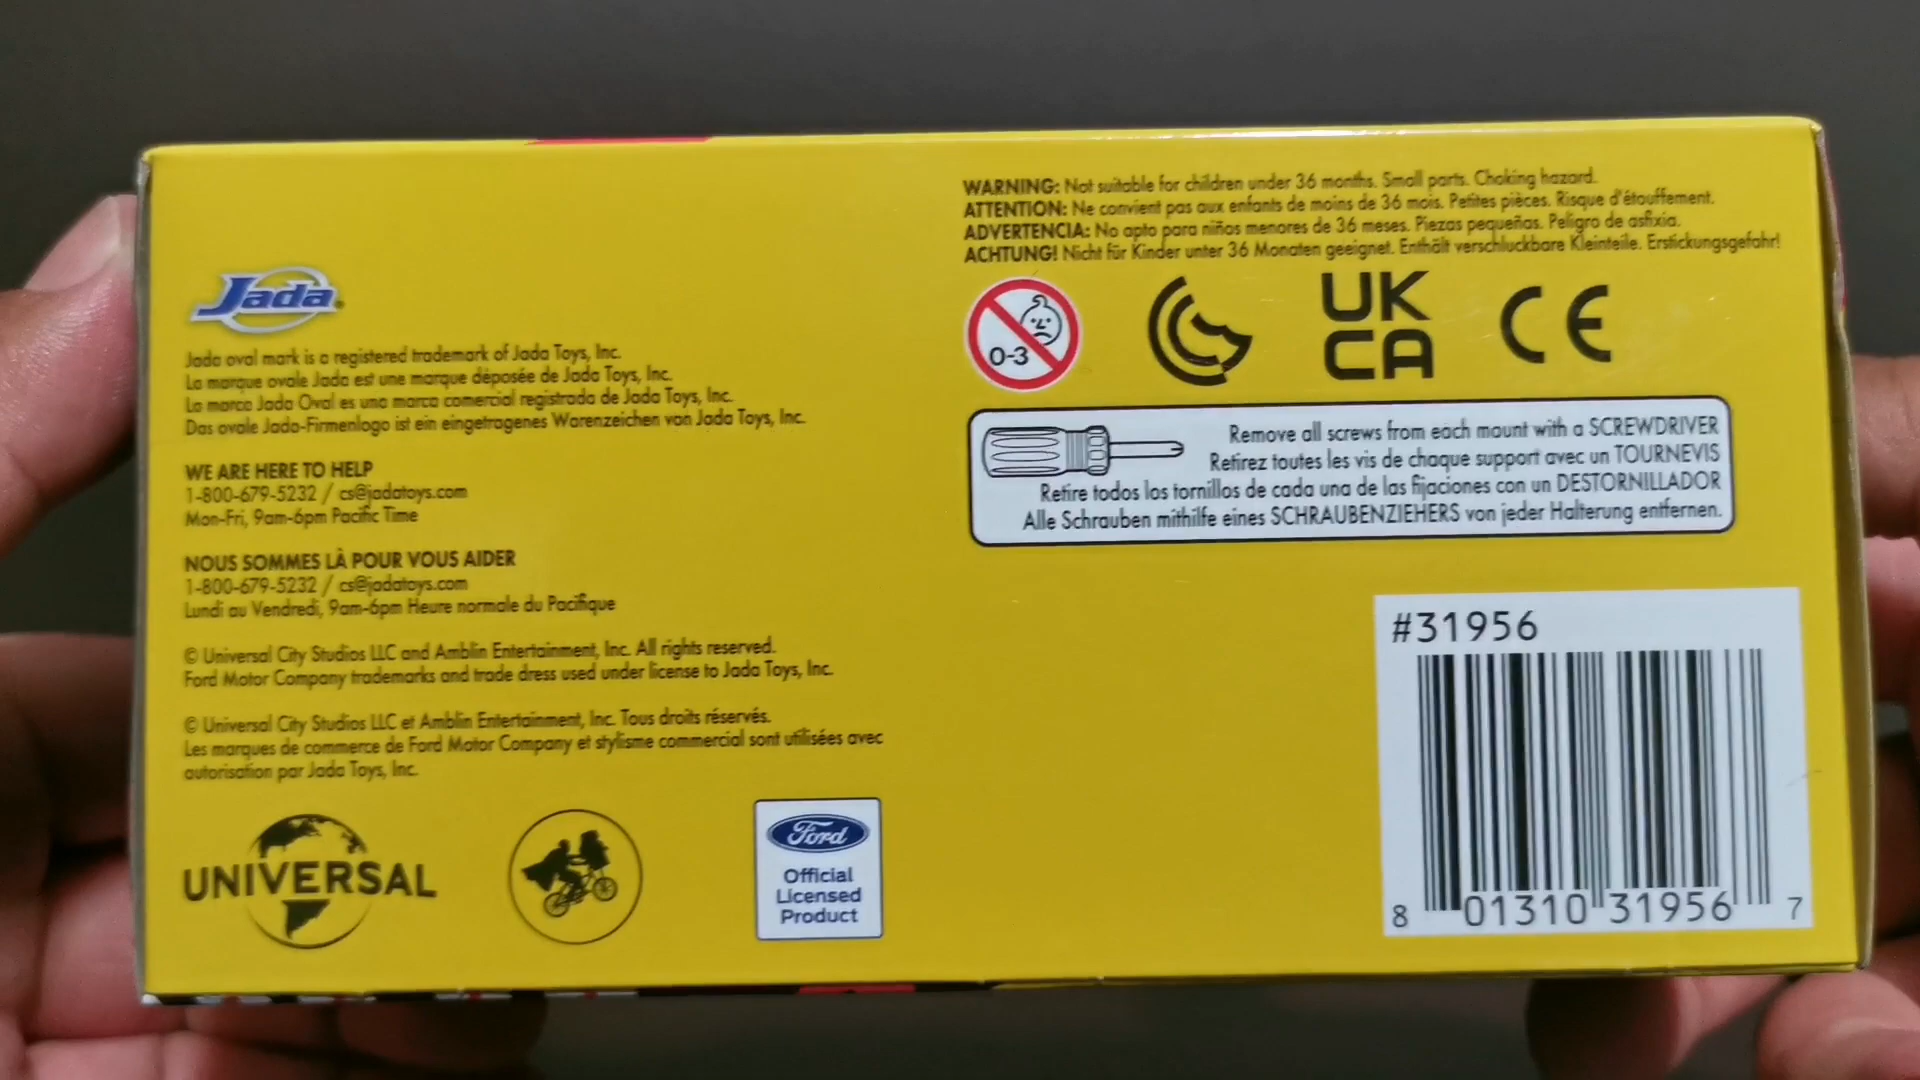 Jada
Jada oval mark is a registered trademark of Jada Toys, Inc.
La marque ovale Jada est une marque déposée de Jada Toys, Inc.
La marca Jada Oval es una marca comercial registrada de Jada Toys, Inc.
Das ovale Jada-Firmenlogo ist ein eingetragenes Warenzeichen von Jada Toys, Inc.
WE ARE HERE TO HELP
1-800-679-5232 / cs@jadatoys.com
Mon-Fri, 9am-6pm Pacific Time
NOUS SOMMES LÀ POUR VOUS AIDER
1-800-679-5232 / cs@jadatoys.com
Lundi au Vendredi, 9am-6pm Heure normale du Pacifique
© Universal City Studios LLC and Amblin Entertainment, Inc. All rights reserved.
Ford Motor Company trademarks and trade dress used under license to Jada Toys, Inc.
© Universal City Studios LLC et Amblin Entertainment, Inc. Tous droits réservés.
Les marques de commerce de Ford Motor Company et stylisme commercial sont utilisées avec
autorisation par Jada Toys, Inc.
UNIVERSAL
Ford
Official
Licensed
Product
WARNING: Not suitable for children under 36 months. Small parts. Choking hazard.
ATTENTION: Ne convient pas aux enfants de moins de 36 mois. Petites pièces. Risque d'étouffement.
ADVERTENCIA: No apto para niños menores de 36 meses. Piezas pequeñas. Peligro de asfixia.
ACHTUNG! Nicht für Kinder unter 36 Monaten geeignet. Enthält verschluckbare Kleinteile. Erstickungsgefahr!
0-3
UK
CA
CE
Remove all screws from each mount with a SCREWDRIVER
Retirez toutes les vis de chaque support avec un TOURNEVIS
Retire todos los tornillos de cada una de las fijaciones con un DESTORNILLADOR
Alle Schrauben mithilfe eines SCHRAUBENZIEHERS von jeder Halterung entfernen.
#31956
8 01310 31956 7